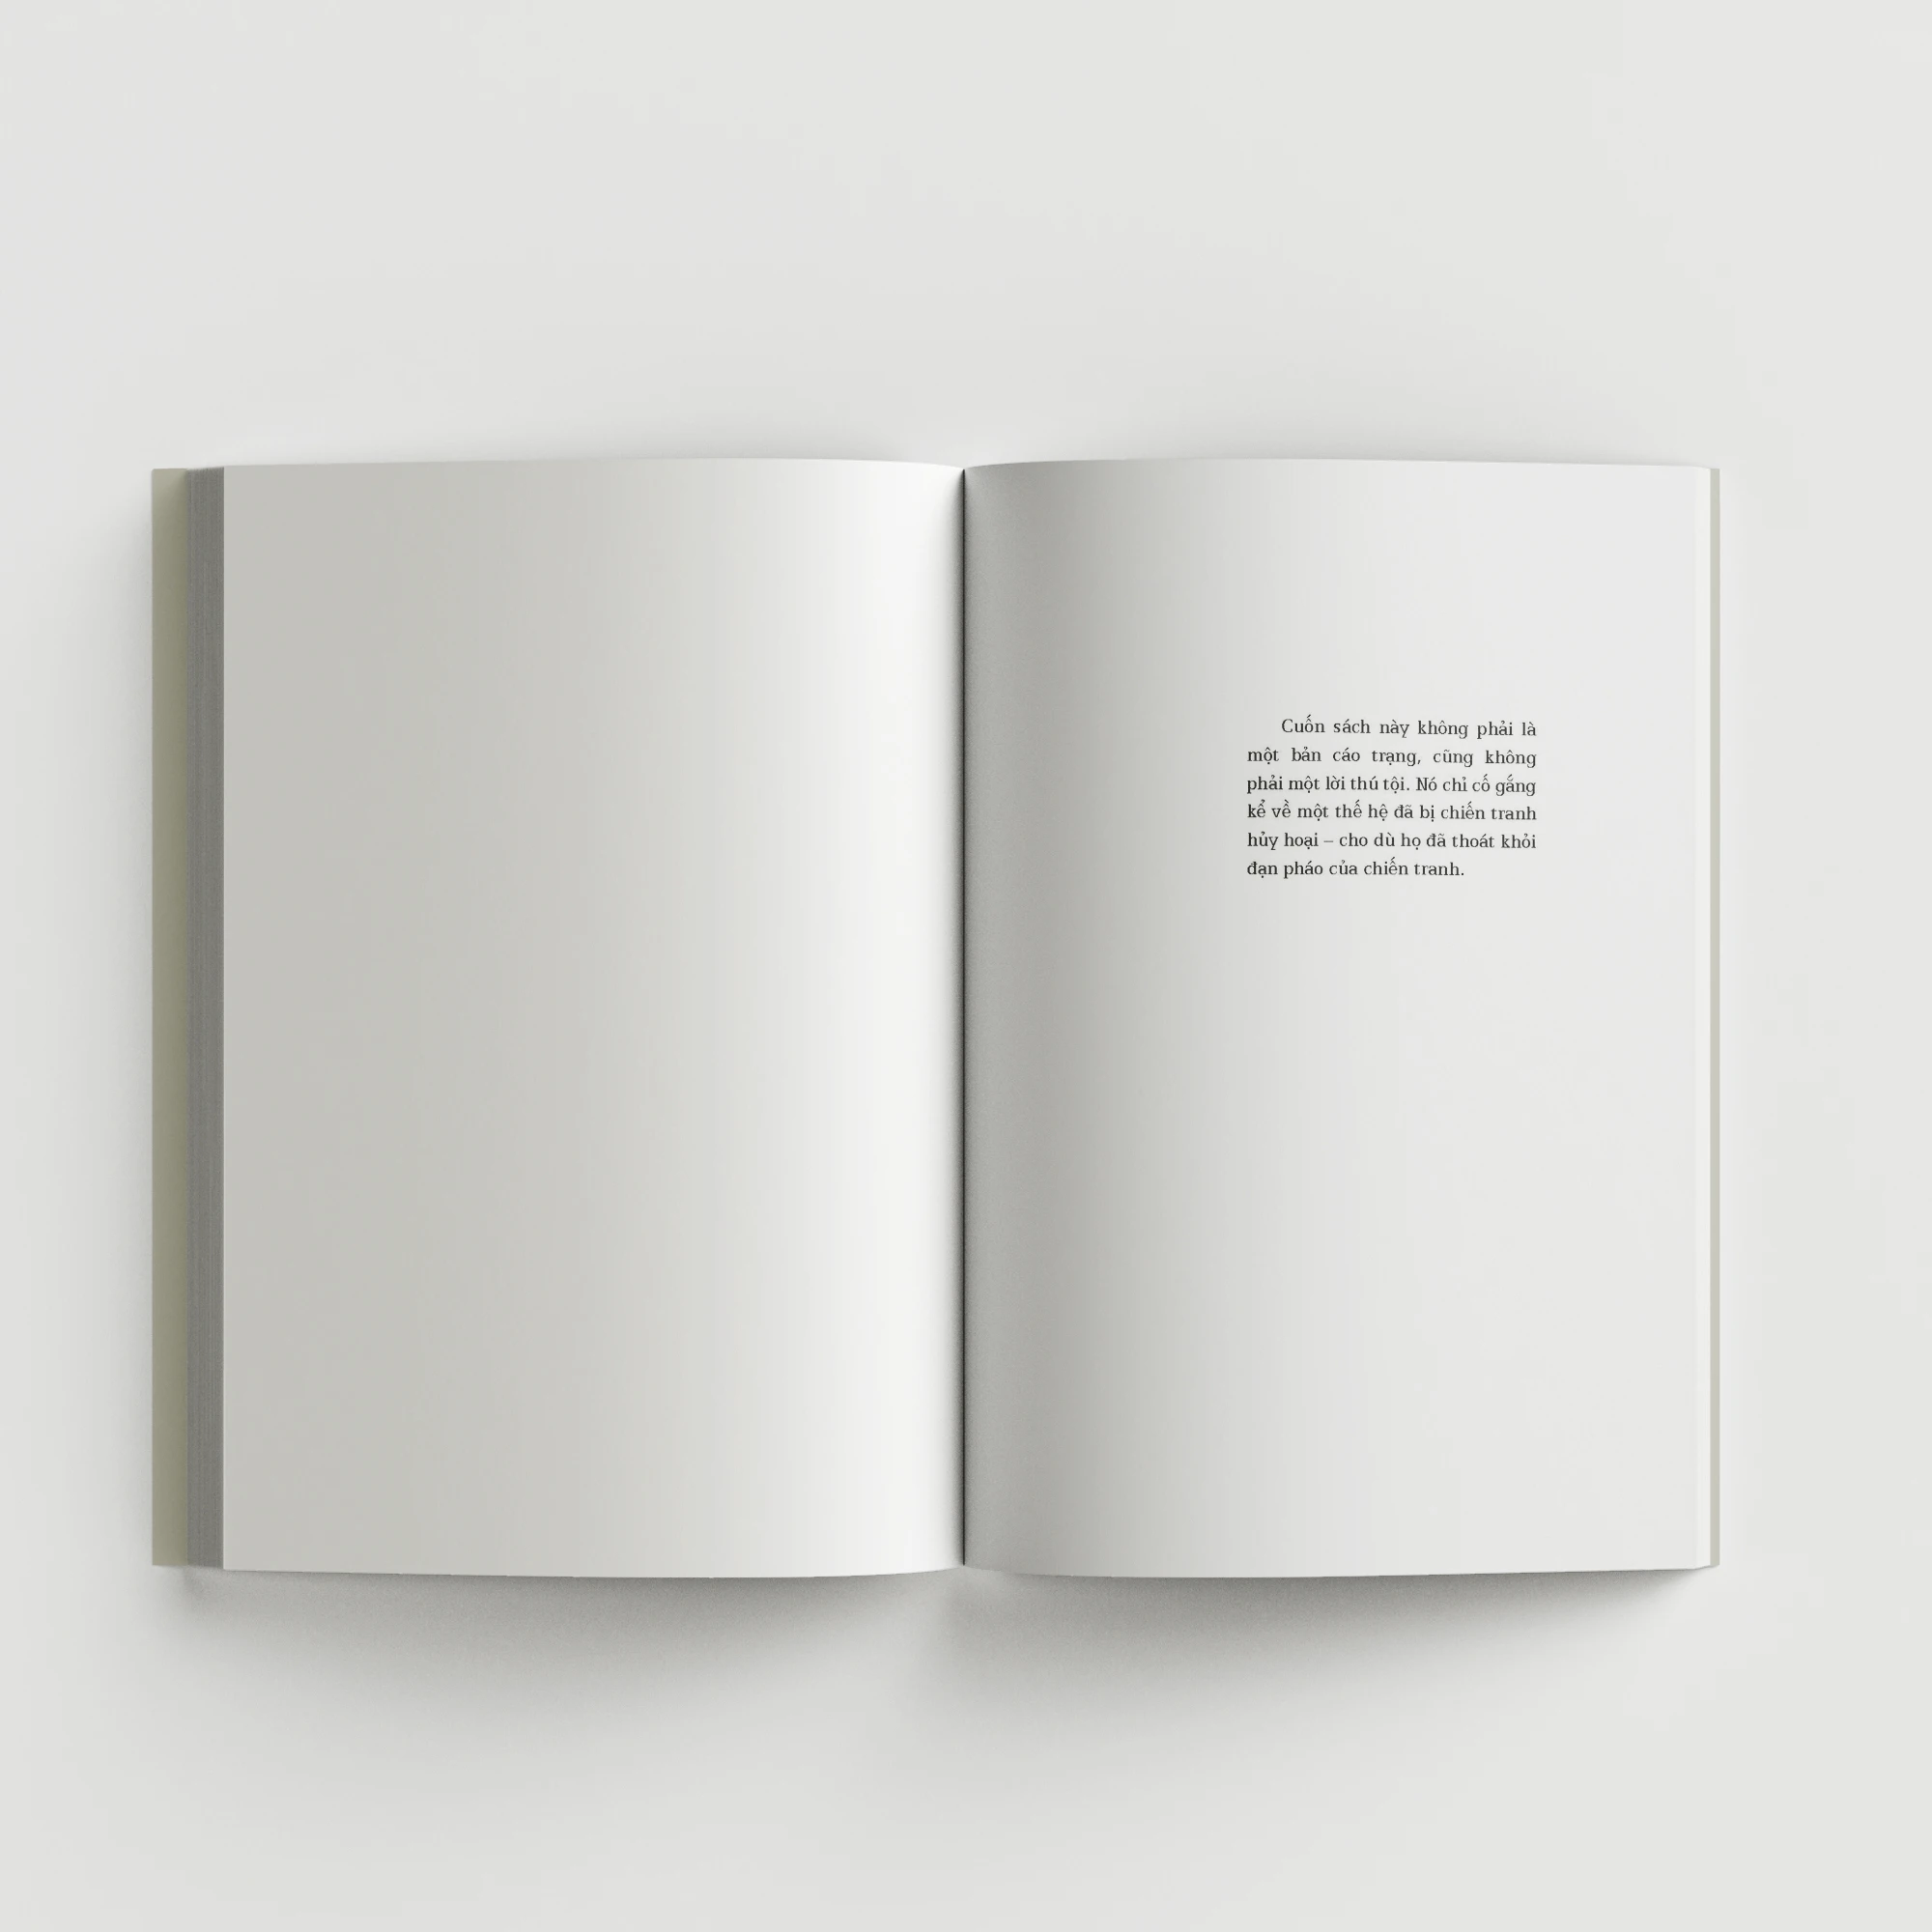 Cuốn sách này không phải là
một bản cáo trạng, cũng không
phải một lời thú tội. Nó chỉ cố gắng
kể về một thế hệ đã bị chiến tranh
hủy hoại – cho dù họ đã thoát khỏi
đạn pháo của chiến tranh.